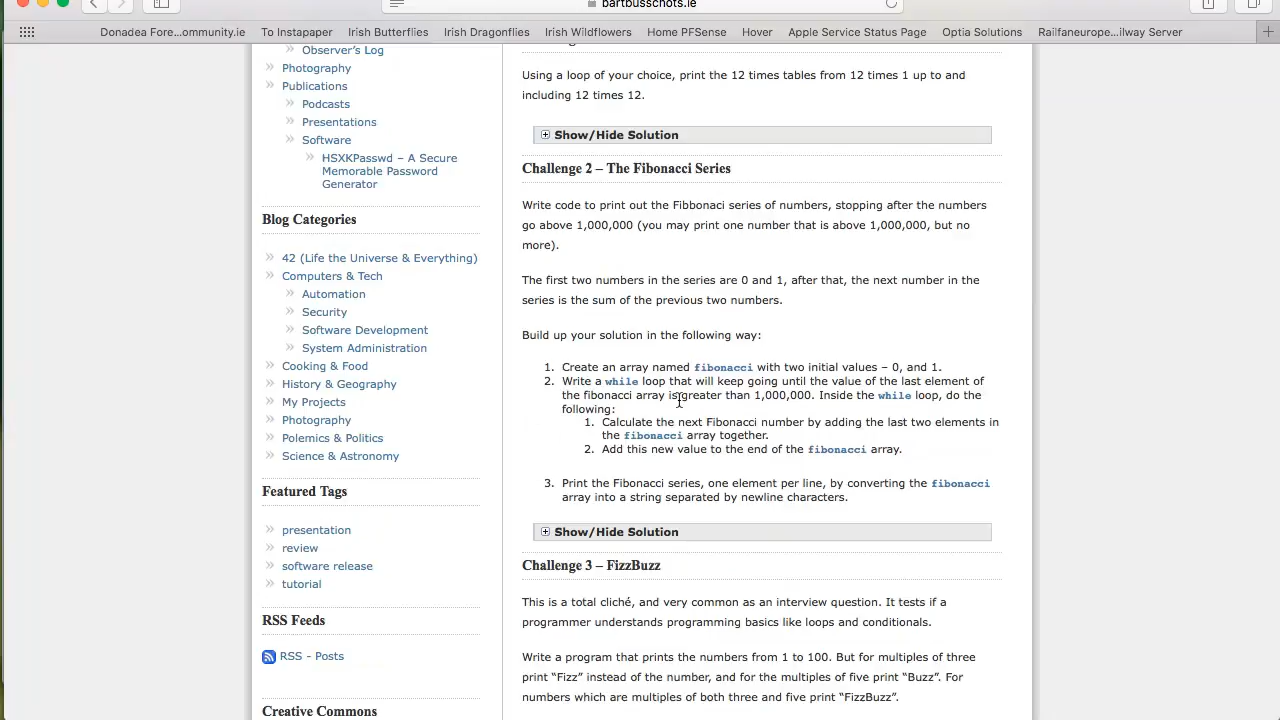 bartbusschots.ie
Donadea Fore...ommunity.ie To Instapaper Irish Butterflies Irish Dragonflies Irish Wildflowers Home PFSense Hover Apple Service Status Page Optia Solutions Railfaneurope...ilway Server
Observer's Log
Photography
Publications
Podcasts
Presentations
Software
HSXKPasswd – A Secure
Memorable Password
Generator
Blog Categories
42 (Life the Universe & Everything)
Computers & Tech
Automation
Security
Software Development
System Administration
Cooking & Food
History & Geography
My Projects
Photography
Polemics & Politics
Science & Astronomy
Featured Tags
presentation
review
software release
tutorial
RSS Feeds
RSS - Posts
Creative Commons
Using a loop of your choice, print the 12 times tables from 12 times 1 up to and
including 12 times 12.
Show/Hide Solution
Challenge 2 – The Fibonacci Series
Write code to print out the Fibbonaci series of numbers, stopping after the numbers
go above 1,000,000 (you may print one number that is above 1,000,000, but no
more).
The first two numbers in the series are 0 and 1, after that, the next number in the
series is the sum of the previous two numbers.
Build up your solution in the following way:
1. Create an array named fibonacci with two initial values – 0, and 1.
2. Write a while loop that will keep going until the value of the last element of
the fibonacci array is greater than 1,000,000. Inside the while loop, do the
following:
1. Calculate the next Fibonacci number by adding the last two elements in
the fibonacci array together.
2. Add this new value to the end of the fibonacci array.
3. Print the Fibonacci series, one element per line, by converting the fibonacci
array into a string separated by newline characters.
Show/Hide Solution
Challenge 3 – FizzBuzz
This is a total cliché, and very common as an interview question. It tests if a
programmer understands programming basics like loops and conditionals.
Write a program that prints the numbers from 1 to 100. But for multiples of three
print “Fizz” instead of the number, and for the multiples of five print “Buzz”. For
numbers which are multiples of both three and five print “FizzBuzz”.